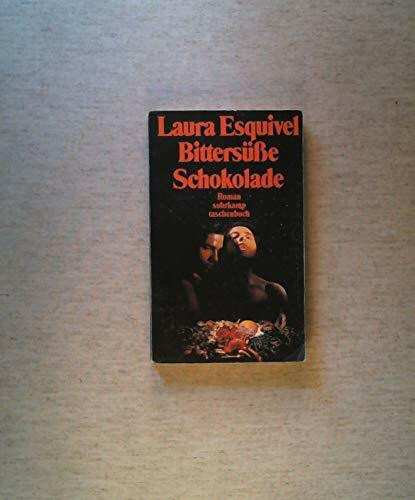 Laura Esquivel
Bittersüße
Schokolade
Roman
suhrkamp
taschenbuch